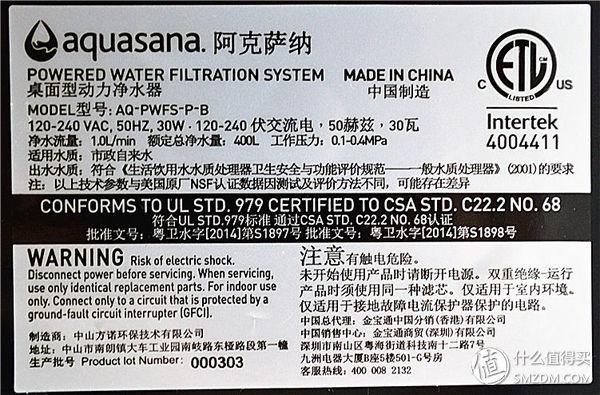 aquasana. 阿克萨纳
POWERED WATER FILTRATION SYSTEM MADE IN CHINA
桌面型动力净水器 中国制造
MODEL型号: AQ-PWFS-P-B
120-240 VAC, 50HZ, 30W · 120-240 伏交流电, 50赫兹, 30瓦
净水流量: 1.0L/min 额定总净水量: 400L 工作压力: 0.1-0.4MPa
适用水质: 市政自来水
出水水质: 符合《生活饮用水水质处理器卫生安全与功能评价规范——一般水质处理器》(2001) 的要求
注: 以上技术参数与美国原厂NSF认证数据因测试及评价方法不同, 可能存在差异
C ETL US
LISTED
Intertek
4004411
CONFORMS TO UL STD. 979 CERTIFIED TO CSA STD. C22.2 NO. 68
符合UL STD.979标准 通过CSA STD. C22.2 NO. 68认证
批准文号: 粤卫水字[2014]第S1897号 粤卫水字[2014]第S1898号
WARNING Risk of electric shock.
Disconnect power before servicing. When servicing,
use only identical replacement parts. For indoor use
only. Connect only to a circuit that is protected by a
ground-fault circuit interrupter (GFCI).
制造商: 中山方诺环保技术有限公司
地址: 中山市南朗镇大车工业园南岐路东桠路段第一幢
生产批号 Product lot Number: 000303
注意 有触电危险。
未开始使用产品时请断开电源。双重绝缘-运行
产品时须使用同一种滤芯。仅适用于室内环境。
仅适用于接地故障电流保护器保护的电路。
中国总代理: 金宝通中国分销(香港)有限公司
中国销售中心: 金宝通商贸(深圳)有限公司
深圳市南山区粤海街道科技南十二路7号
九洲电器大厦B座5楼501-G号房
客服热线: 400 008 2132
值 什么值得买
SMZDM.COM